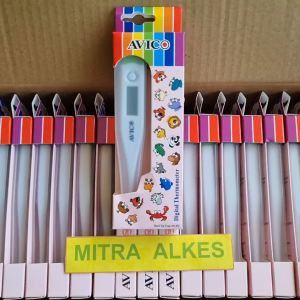 AVICO
AVICO
Digital Thermometer
MITRA ALKES